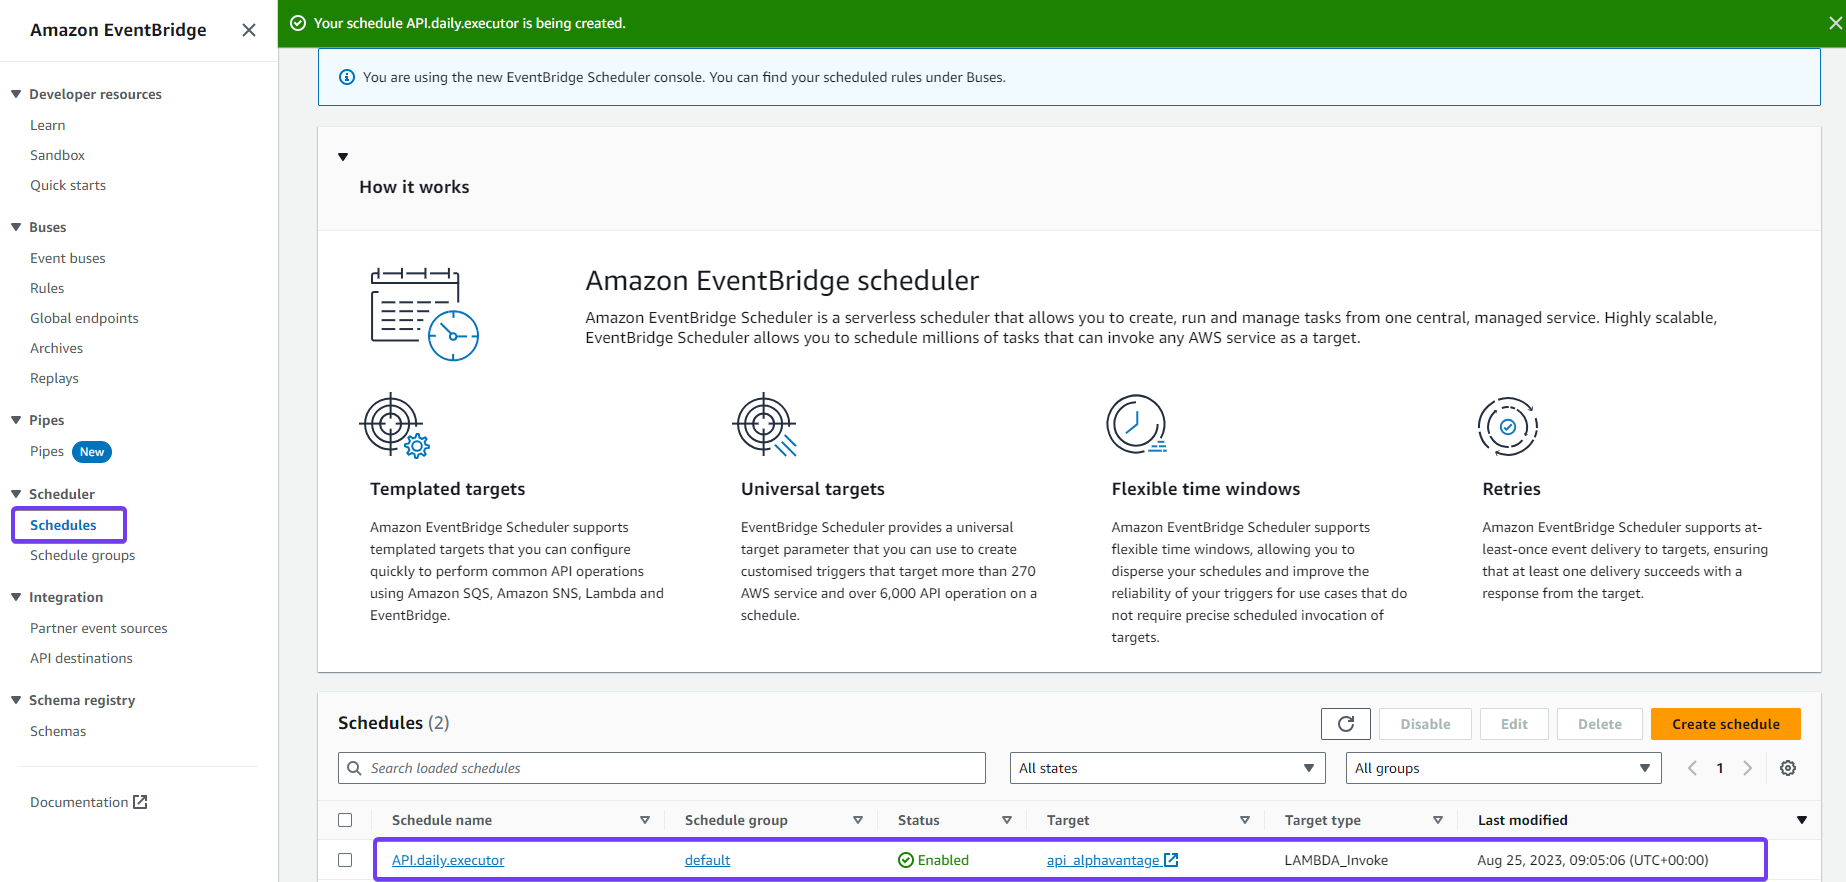 Amazon EventBridge
Developer resources
Learn
Sandbox
Quick starts
Buses
Event buses
Rules
Global endpoints
Archives
Replays
Pipes
Pipes New
Scheduler
Schedules
Schedule groups
Integration
Partner event sources
API destinations
Schema registry
Schemas
Documentation
Your schedule API.daily.executor is being created.
You are using the new EventBridge Scheduler console. You can find your scheduled rules under Buses.
How it works
Amazon EventBridge scheduler
Amazon EventBridge Scheduler is a serverless scheduler that allows you to create, run and manage tasks from one central, managed service. Highly scalable,
EventBridge Scheduler allows you to schedule millions of tasks that can invoke any AWS service as a target.
Templated targets
Amazon EventBridge Scheduler supports
templated targets that you can configure
quickly to perform common API operations
using Amazon SQS, Amazon SNS, Lambda and
EventBridge.
Universal targets
EventBridge Scheduler provides a universal
target parameter that you can use to create
customised triggers that target more than 270
AWS service and over 6,000 API operation on a
schedule.
Flexible time windows
Amazon EventBridge Scheduler supports
flexible time windows, allowing you to
disperse your schedules and improve the
reliability of your triggers for use cases that do
not require precise scheduled invocation of
targets.
Retries
Amazon EventBridge Scheduler supports at-
least-once event delivery to targets, ensuring
that at least one delivery succeeds with a
response from the target.
Schedules (2)
Disable Edit Delete Create schedule
Search loaded schedules All states All groups 1
Schedule name Schedule group Status Target Target type Last modified
API.daily.executor default Enabled api_alphavantage LAMBDA_Invoke Aug 25, 2023, 09:05:06 (UTC+00:00)